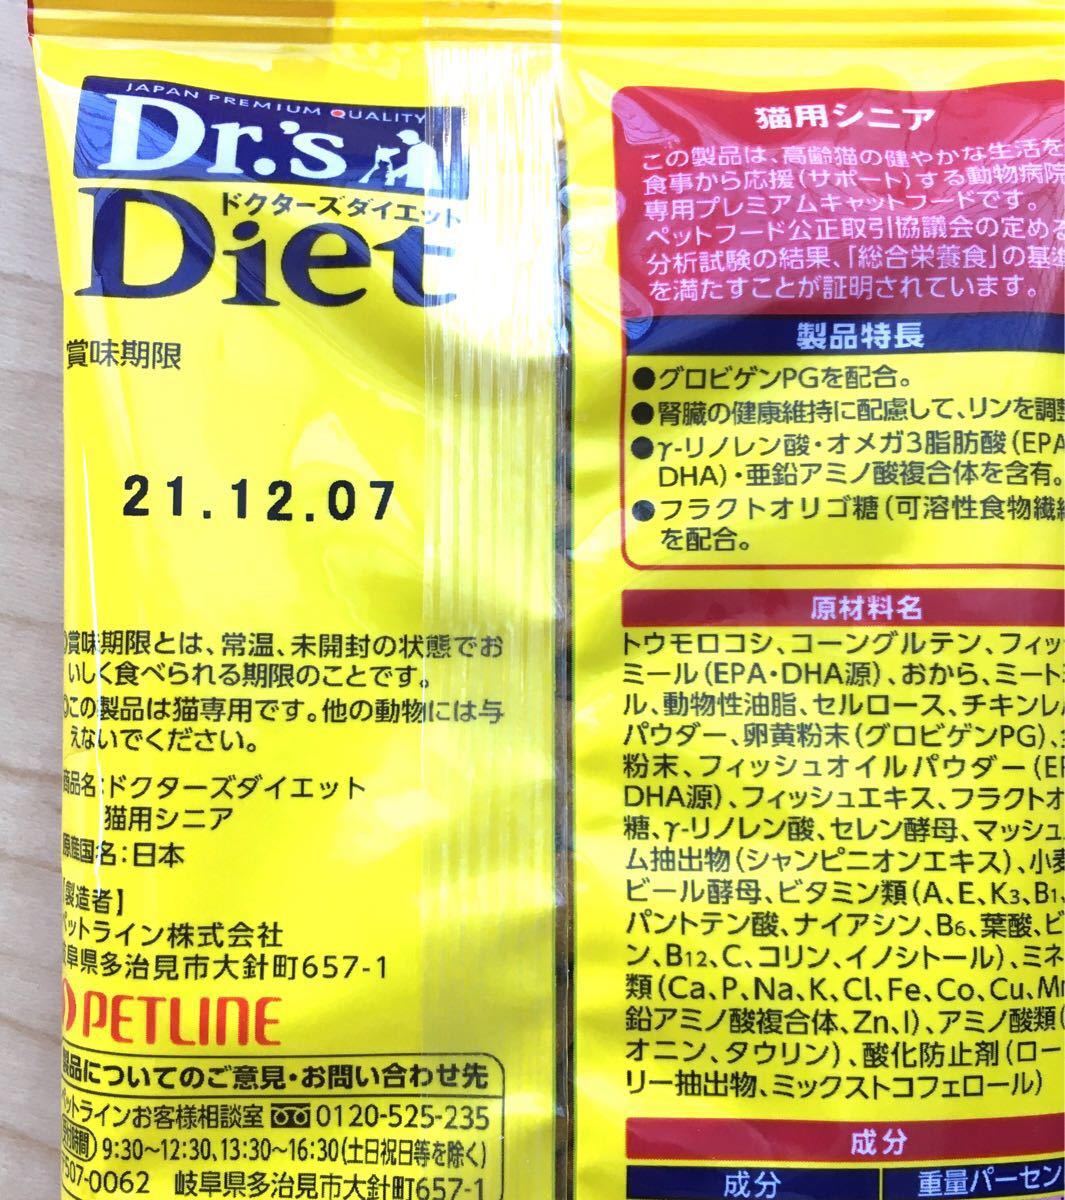 JAPAN PREMIUM QUALITY
Dr.'s
ドクターズダイエット
Diet
賞味期限
21.12.07
賞味期限とは、常温、未開封の状態でお
いしく食べられる期限のことです。
この製品は猫専用です。他の動物には与
えないでください。
商品名:ドクターズダイエット
猫用シニア
原産国名:日本
【製造者】
ペットライン株式会社
岐阜県多治見市大針町657-1
PETLINE
製品についてのご意見・お問い合わせ先
ペットラインお客様相談室 0120-525-235
受付時間 9:30~12:30、13:30~16:30(土日祝日等を除く)
〒507-0062 岐阜県多治見市大針町657-1
猫用シニア
この製品は、高齢猫の健やかな生活を
食事から応援(サポート)する動物病院
専用プレミアムキャットフードです。
ペットフード公正取引協議会の定める
分析試験の結果、「総合栄養食」の基準
を満たすことが証明されています。
製品特長
●グロビゲンPGを配合。
●腎臓の健康維持に配慮して、リンを調整
●γ-リノレン酸・オメガ3脂肪酸(EPA
DHA)・亜鉛アミノ酸複合体を含有。
●フラクトオリゴ糖(可溶性食物繊維
を配合。
原材料名
トウモロコシ、コーングルテン、フィッ
ミール(EPA・DHA源)、おから、ミート
ル、動物性油脂、セルロース、チキンレバ
パウダー、卵黄粉末(グロビゲンPG)、
粉末、フィッシュオイルパウダー(EP
DHA源)、フィッシュエキス、フラクトオ
糖、γ-リノレン酸、セレン酵母、マッシュ
ム抽出物(シャンピニオンエキス)、小麦
ビール酵母、ビタミン類(A、E、K3、B1、
パントテン酸、ナイアシン、B6、葉酸、ビ
ン、B12、C、コリン、イノシトール)、ミネ
類(Ca、P、Na、K、Cl、Fe、Co、Cu、Mn
鉛アミノ酸複合体、Zn、I)、アミノ酸類(
オニン、タウリン)、酸化防止剤(ロー
リー抽出物、ミックストコフェロール)
成分
成分 重量パーセン